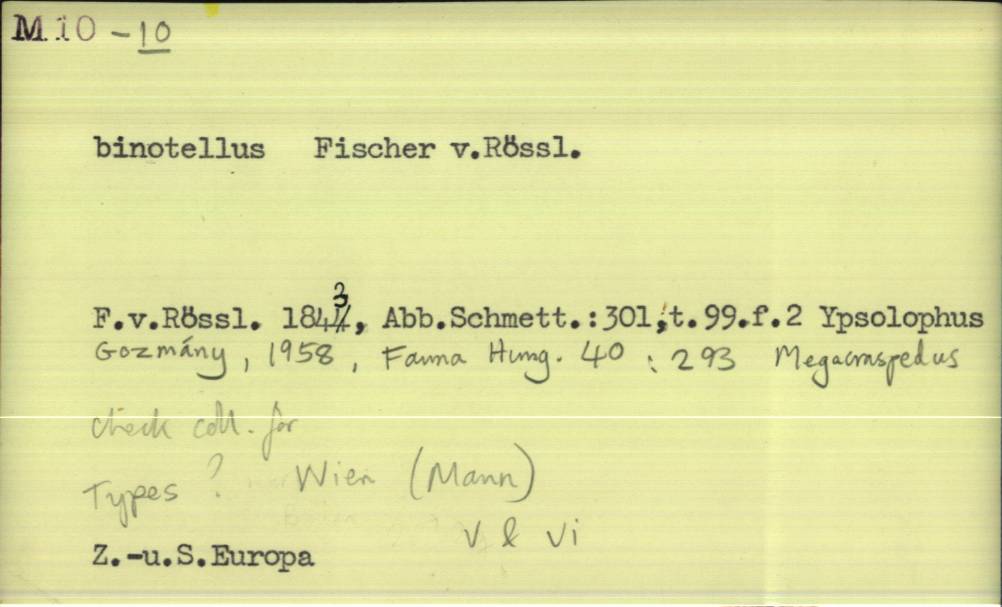 M.10 - 10
binotellus Fischer v.Rössl.
F.v.Rössl. 1843, Abb.Schmett.:301,t.99.f.2 Ypsolophus
Gozmány, 1958, Fauna Hung. 40 : 293 Megacraspedus
Check coll. for
Types ? Wien (Mann)
V & VI
Z.-u.S.Europa